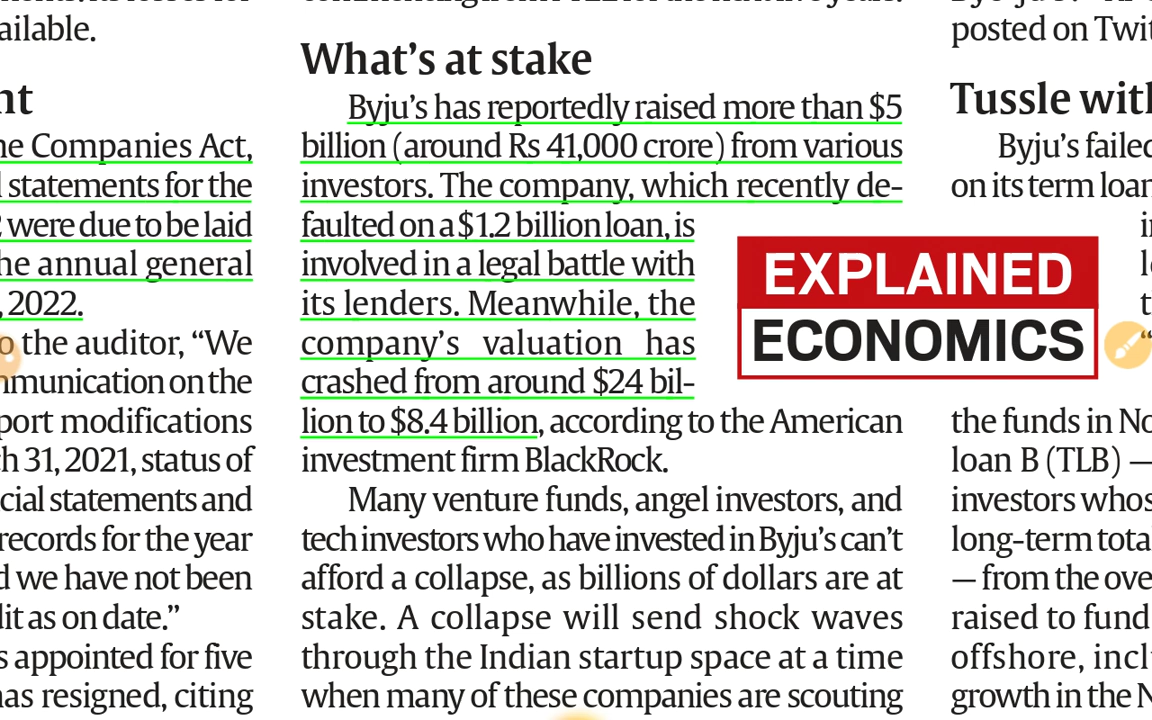 ailable.
nt
he Companies Act,
l statements for the
were due to be laid
he annual general
, 2022.
o the auditor, “We
munication on the
port modifications
h 31, 2021, status of
cial statements and
records for the year
d we have not been
dit as on date.”
s appointed for five
has resigned, citing
What’s at stake
Byju’s has reportedly raised more than $5
billion (around Rs 41,000 crore) from various
investors. The company, which recently de-
faulted on a $1.2 billion loan, is
involved in a legal battle with
its lenders. Meanwhile, the
company’s valuation has
crashed from around $24 bil-
lion to $8.4 billion, according to the American
investment firm BlackRock.
Many venture funds, angel investors, and
tech investors who have invested in Byju’s can’t
afford a collapse, as billions of dollars are at
stake. A collapse will send shock waves
through the Indian startup space at a time
when many of these companies are scouting
EXPLAINED
ECONOMICS
posted on Twit
Tussle with
Byju’s failed
on its term loan
the funds in No
loan B (TLB) —
investors whos
long-term tota
— from the ove
raised to fund
offshore, incl
growth in the N